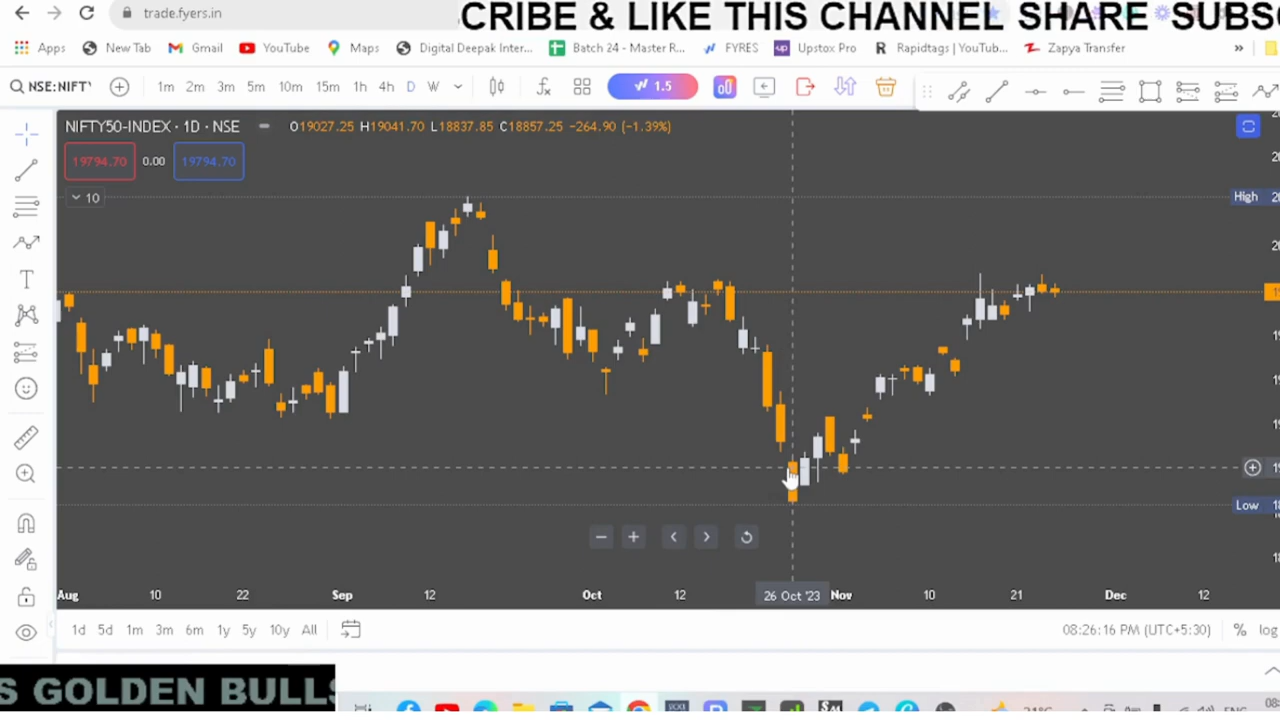 trade.fyers.in
CRIBE & LIKE THIS CHANNEL SHARE SUBS
Apps New Tab Gmail YouTube Maps Digital Deepak Inter... Batch 24 - Master R... FYRES Upstox Pro Rapidtags | YouTub... Zapya Transfer »
NSE:NIFTY 1m 2m 3m 5m 10m 15m 1h 4h D W 1.5
NIFTY50-INDEX · 1D · NSE O19027.25 H19041.70 L18837.85 C18857.25 -264.90 (-1.39%)
19794.70 0.00 19794.70
10
High
Low
Aug 10 22 Sep 12 Oct 12 26 Oct '23 Nov 10 21 Dec 12
1d 5d 1m 3m 6m 1y 5y 10y All 08:26:16 PM (UTC+5:30) % log
S GOLDEN BULLS